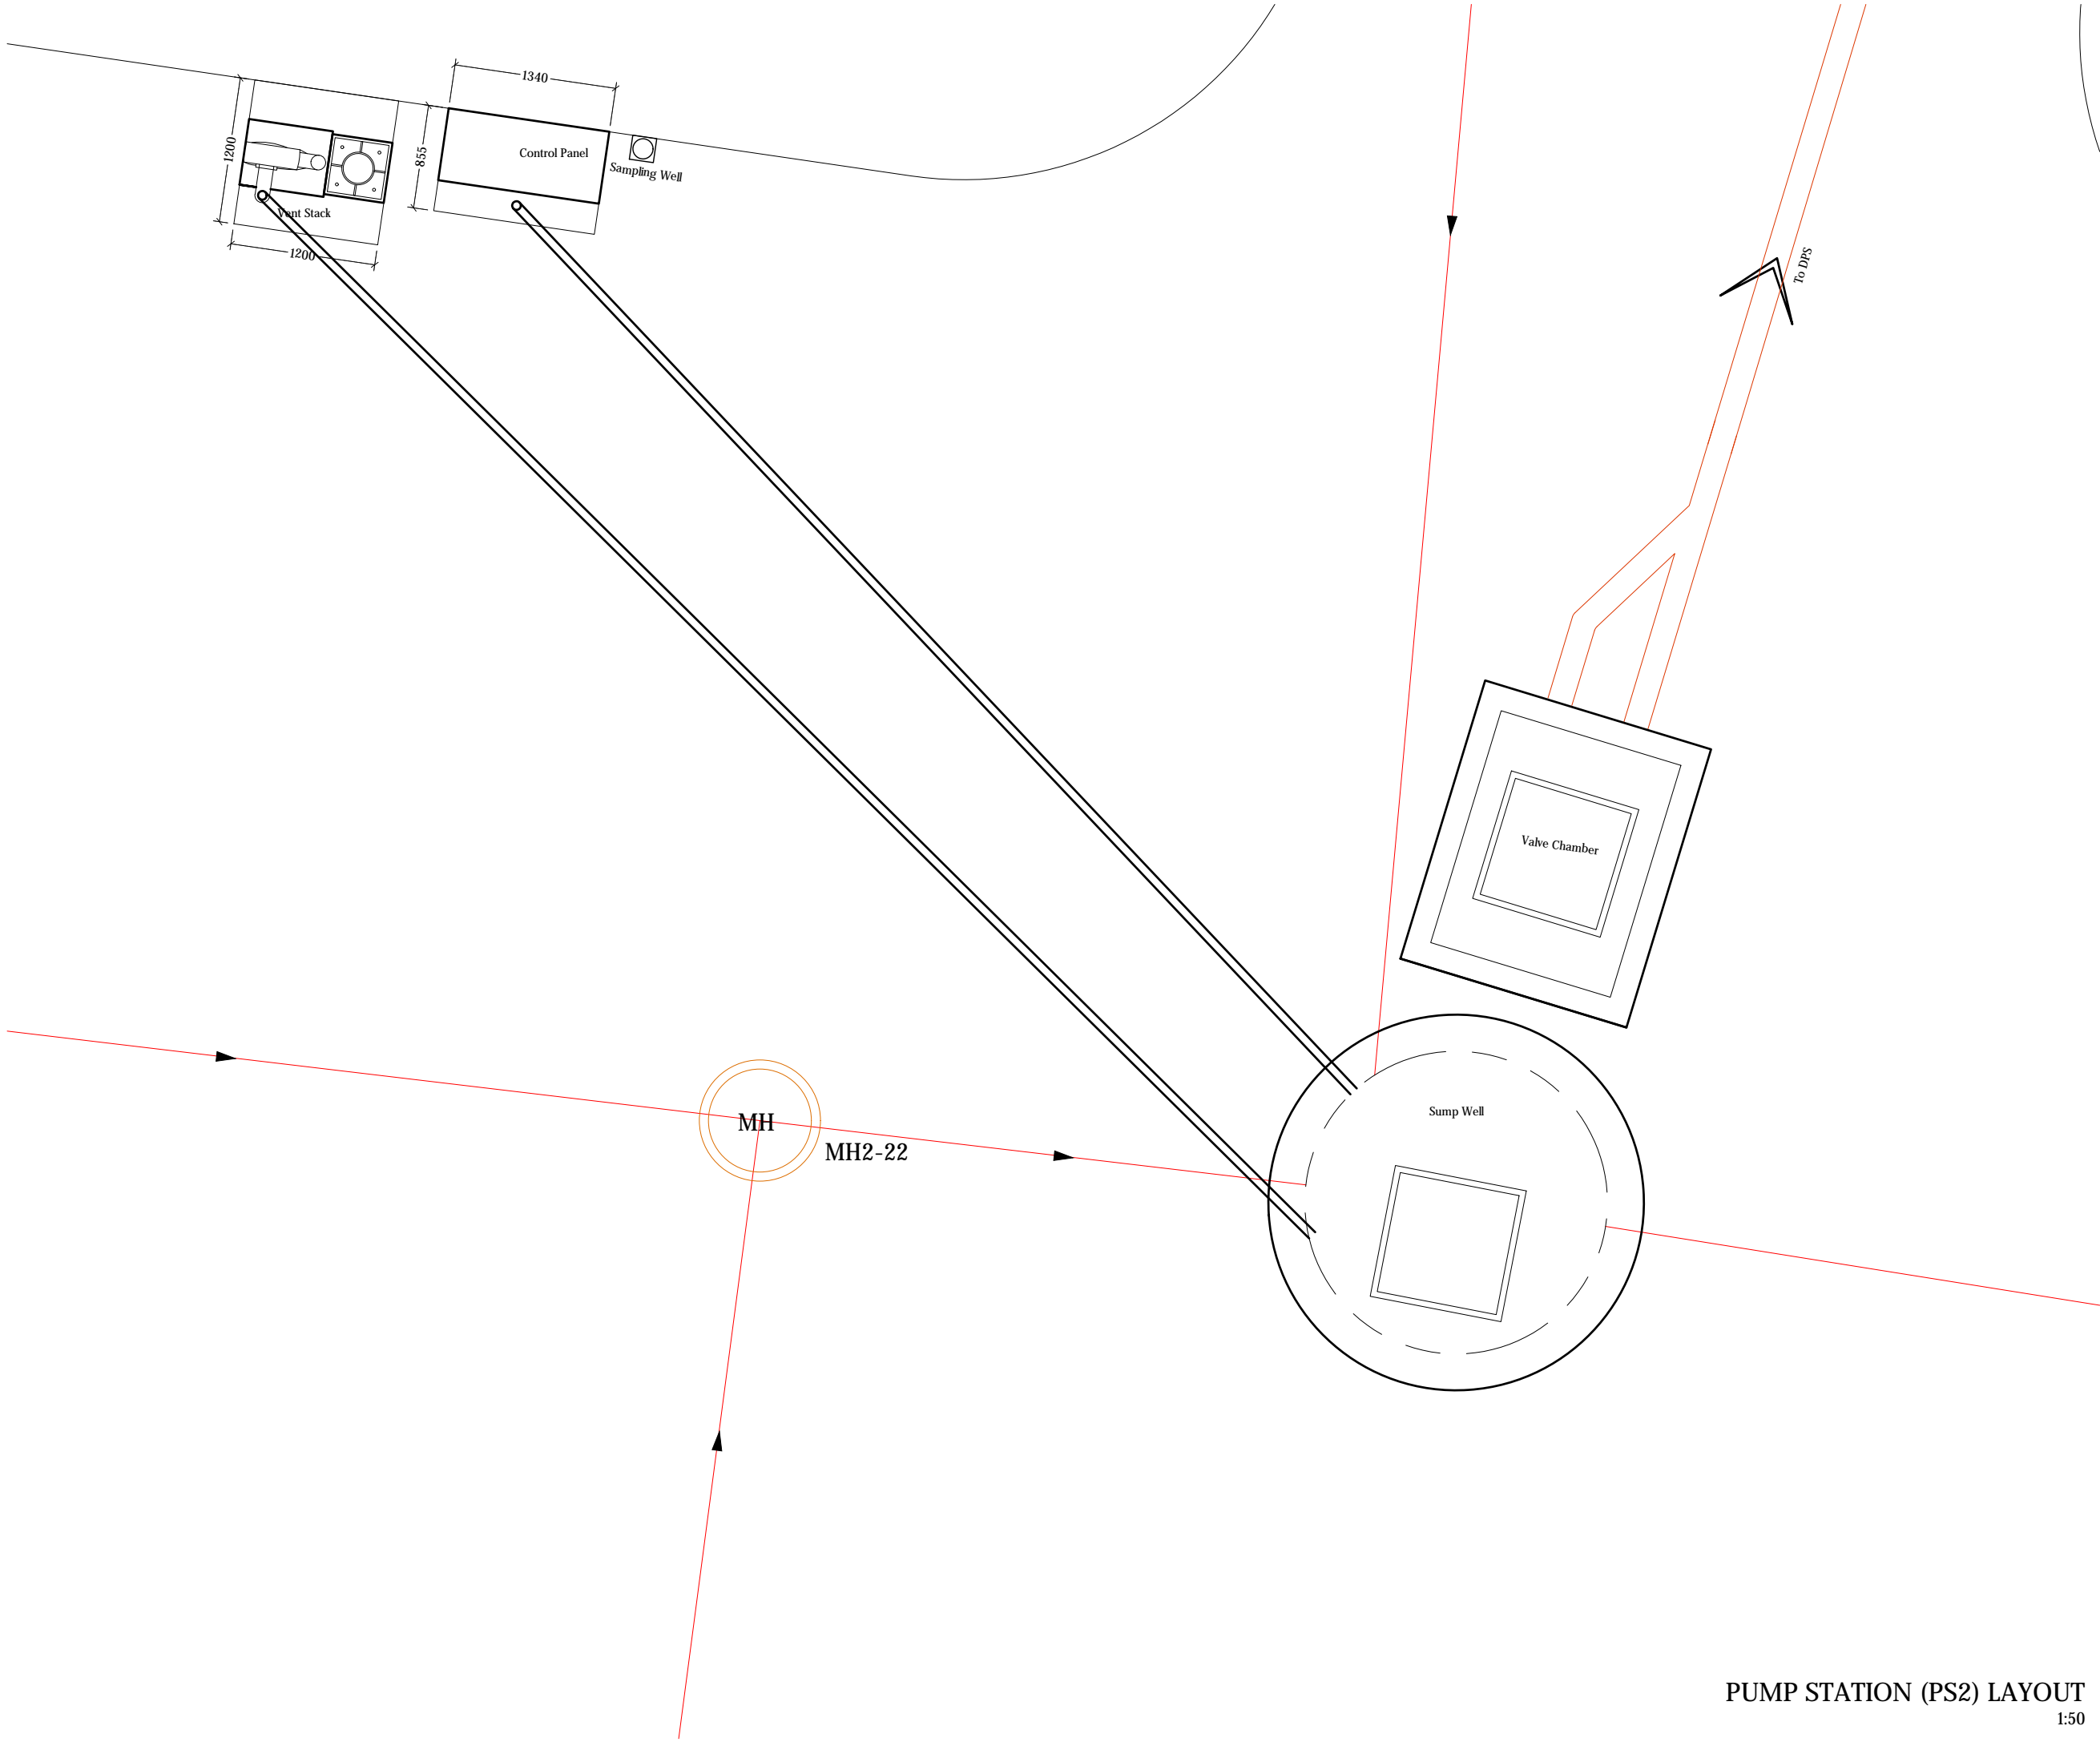 1340
1200
855
Control Panel
Sampling Well
Vent Stack
1200
To DPS
Valve Chamber
Sump Well
MH
MH2-22
PUMP STATION (PS2) LAYOUT
1:50